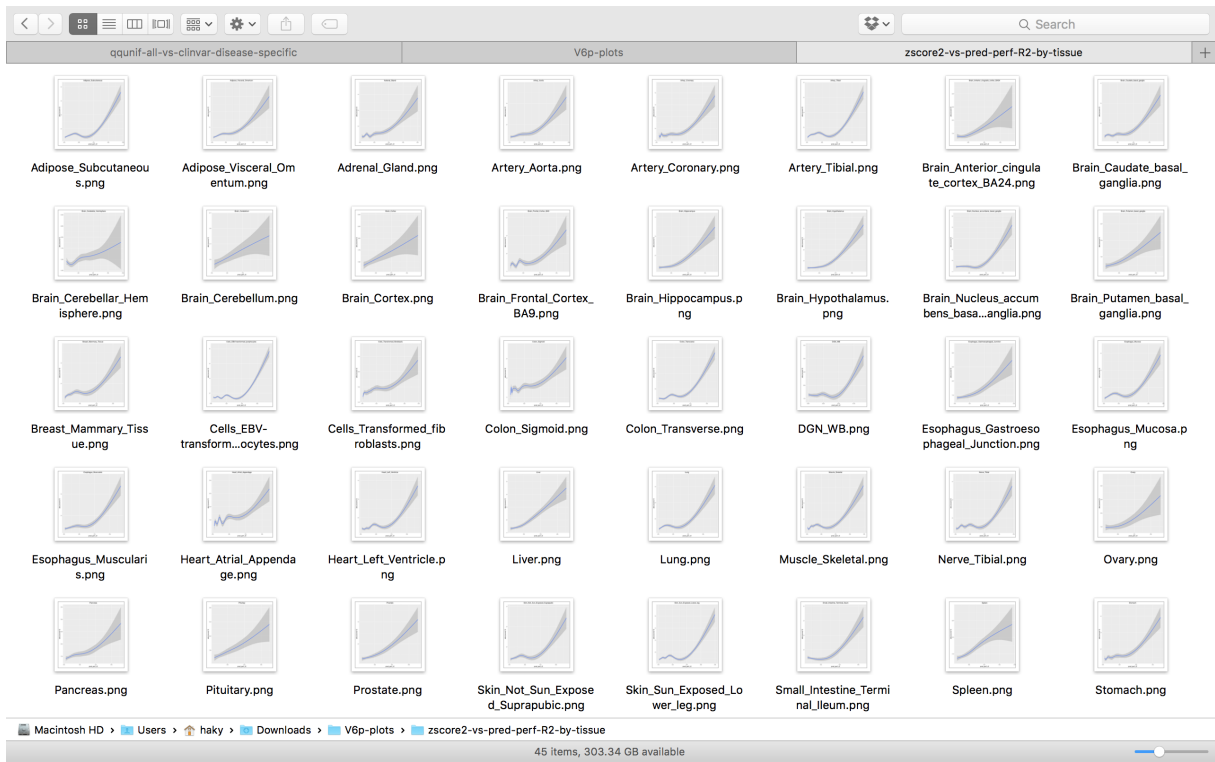 Search
qqunif-all-vs-clinvar-disease-specific
V6p-plots
zscore2-vs-pred-perf-R2-by-tissue
Adipose_Subcutaneou
s.png
Adipose_Visceral_Om
entum.png
Adrenal_Gland.png
Artery_Aorta.png
Artery_Coronary.png
Artery_Tibial.png
Brain_Anterior_cingula
te_cortex_BA24.png
Brain_Caudate_basal_
ganglia.png
Brain_Cerebellar_Hem
isphere.png
Brain_Cerebellum.png
Brain_Cortex.png
Brain_Frontal_Cortex_
BA9.png
Brain_Hippocampus.p
ng
Brain_Hypothalamus.
png
Brain_Nucleus_accum
bens_basa...anglia.png
Brain_Putamen_basal_
ganglia.png
Breast_Mammary_Tiss
ue.png
Cells_EBV-
transform...ocytes.png
Cells_Transformed_fib
roblasts.png
Colon_Sigmoid.png
Colon_Transverse.png
DGN_WB.png
Esophagus_Gastroeso
phageal_Junction.png
Esophagus_Mucosa.p
ng
Esophagus_Musculari
s.png
Heart_Atrial_Appenda
ge.png
Heart_Left_Ventricle.p
ng
Liver.png
Lung.png
Muscle_Skeletal.png
Nerve_Tibial.png
Ovary.png
Pancreas.png
Pituitary.png
Prostate.png
Skin_Not_Sun_Expose
d_Suprapubic.png
Skin_Sun_Exposed_Lo
wer_leg.png
Small_Intestine_Termi
nal_Ileum.png
Spleen.png
Stomach.png
Macintosh HD › Users › haky › Downloads › V6p-plots › zscore2-vs-pred-perf-R2-by-tissue
45 items, 303.34 GB available